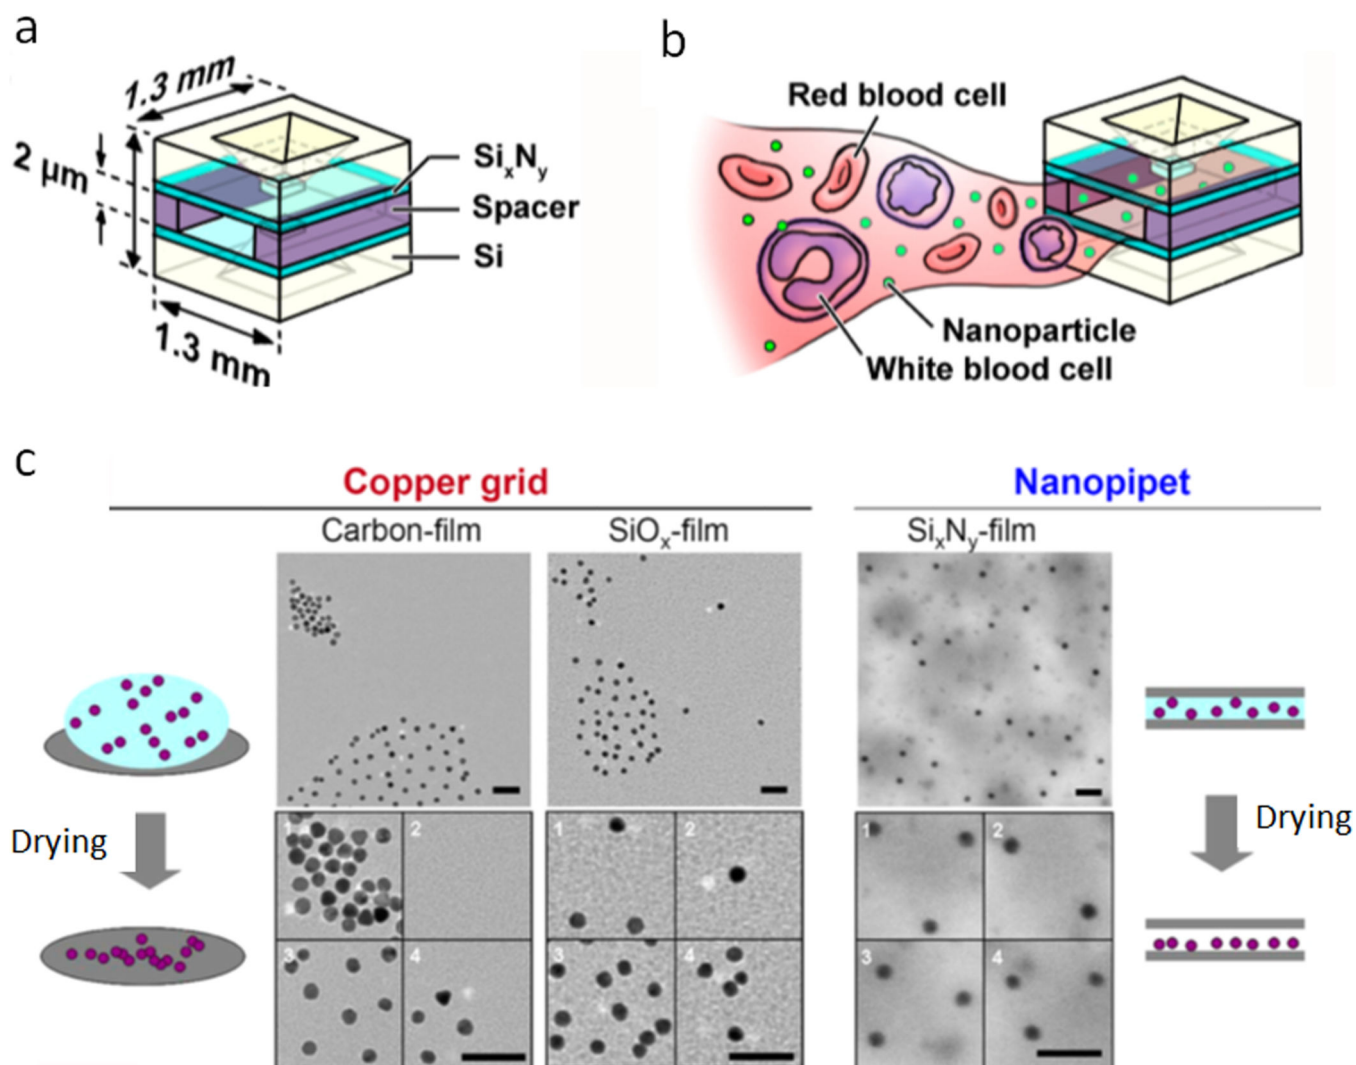 a
1.3 mm
2 μm
SixNy
Spacer
Si
1.3 mm
b
Red blood cell
Nanoparticle
White blood cell
c
Copper grid
Nanopipet
Carbon-film
SiOx-film
SixNy-film
Drying
Drying
1
2
3
4
1
2
3
4
1
2
3
4